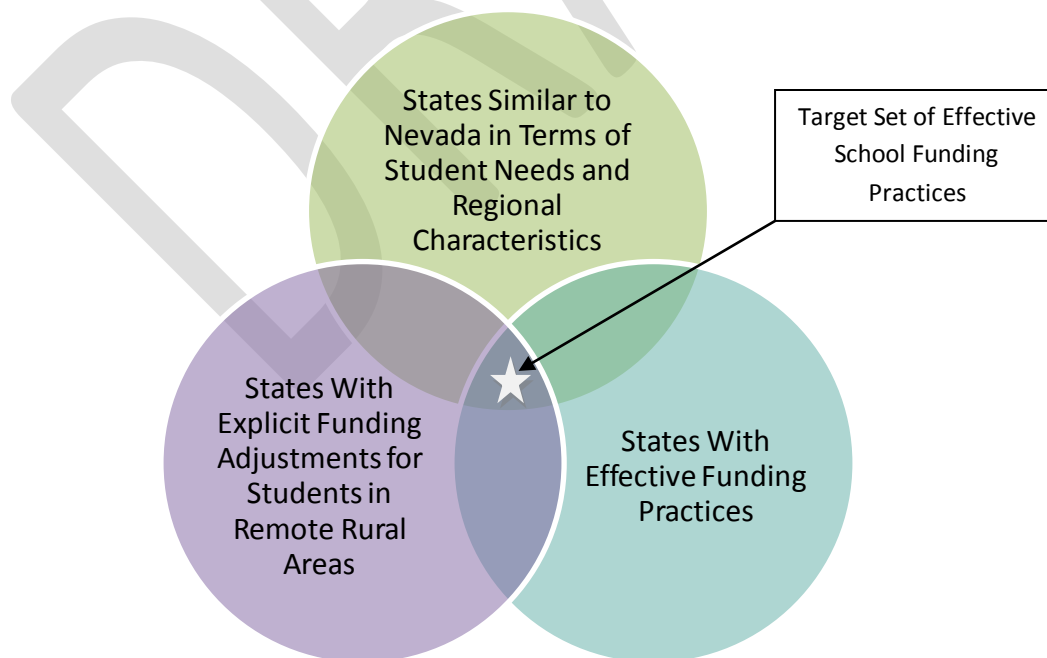 States Similar to
Nevada in Terms of
Student Needs and
Regional
Characteristics
Target Set of Effective
School Funding
Practices
States With
Explicit Funding
Adjustments for
Students in
Remote Rural
Areas
States With
Effective Funding
Practices